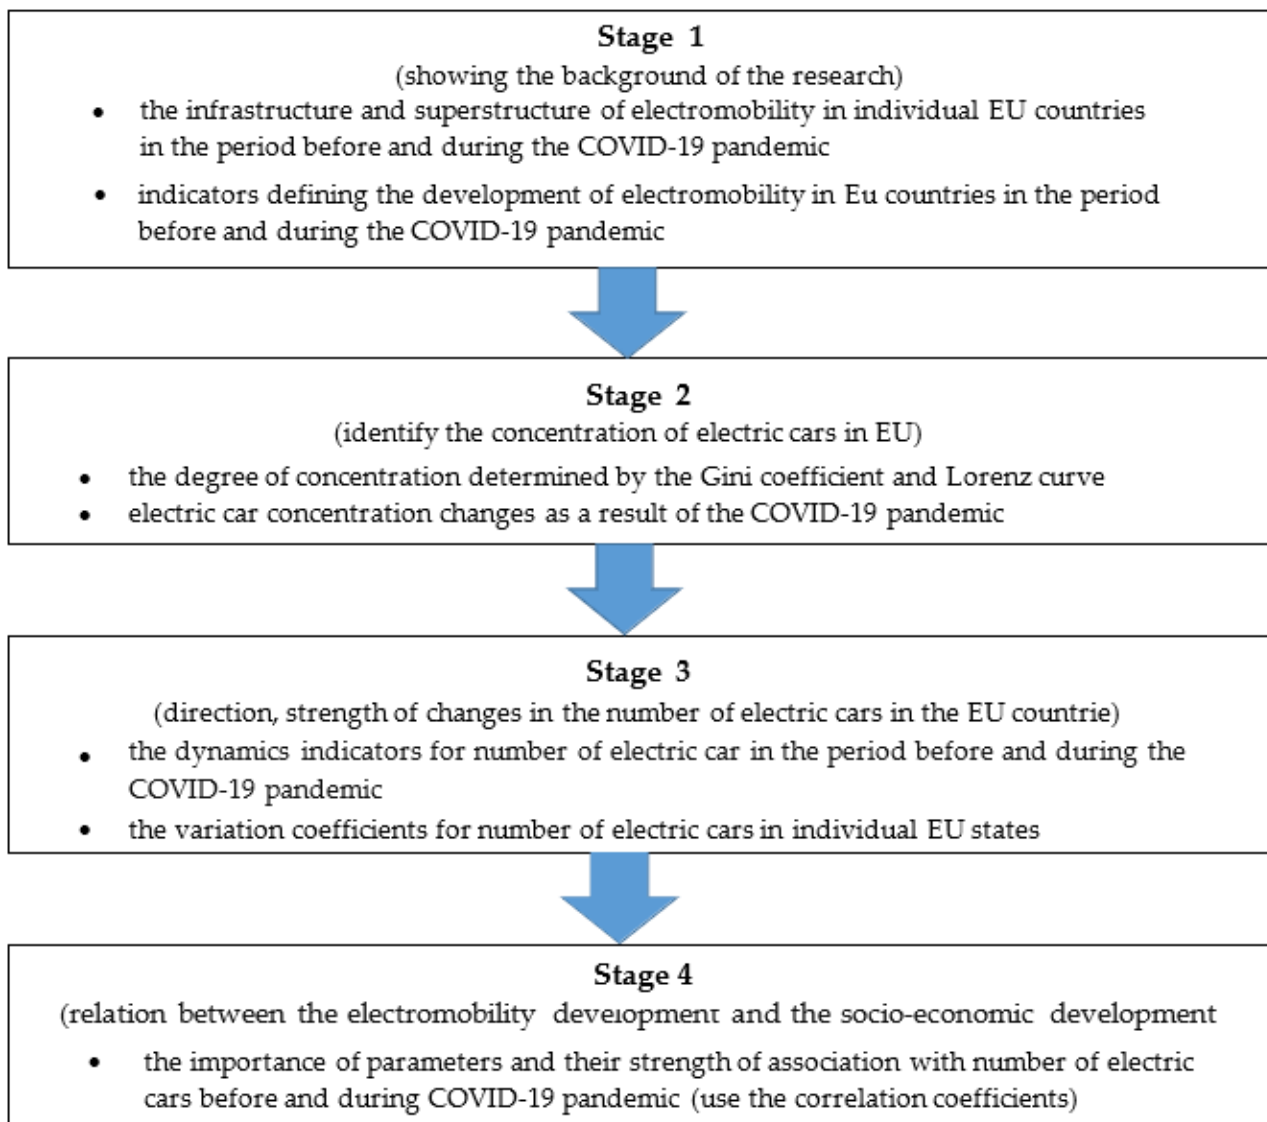 Stage 1
(showing the background of the research)
• the infrastructure and superstructure of electromobility in individual EU countries
in the period before and during the COVID-19 pandemic
• indicators defining the development of electromobility in Eu countries in the period
before and during the COVID-19 pandemic
Stage 2
(identify the concentration of electric cars in EU)
• the degree of concentration determined by the Gini coefficient and Lorenz curve
• electric car concentration changes as a result of the COVID-19 pandemic
Stage 3
(direction, strength of changes in the number of electric cars in the EU countrie)
• the dynamics indicators for number of electric car in the period before and during the
COVID-19 pandemic
• the variation coefficients for number of electric cars in individual EU states
Stage 4
(relation between the electromobility development and the socio-economic development
• the importance of parameters and their strength of association with number of electric
cars before and during COVID-19 pandemic (use the correlation coefficients)